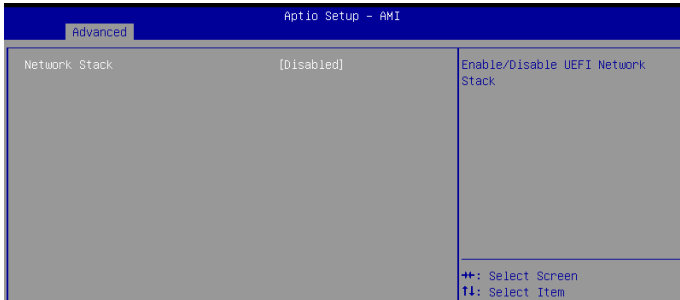 Aptio Setup – AMI
Advanced
Network Stack [Disabled]
Enable/Disable UEFI Network
Stack
→←: Select Screen
↑↓: Select Item